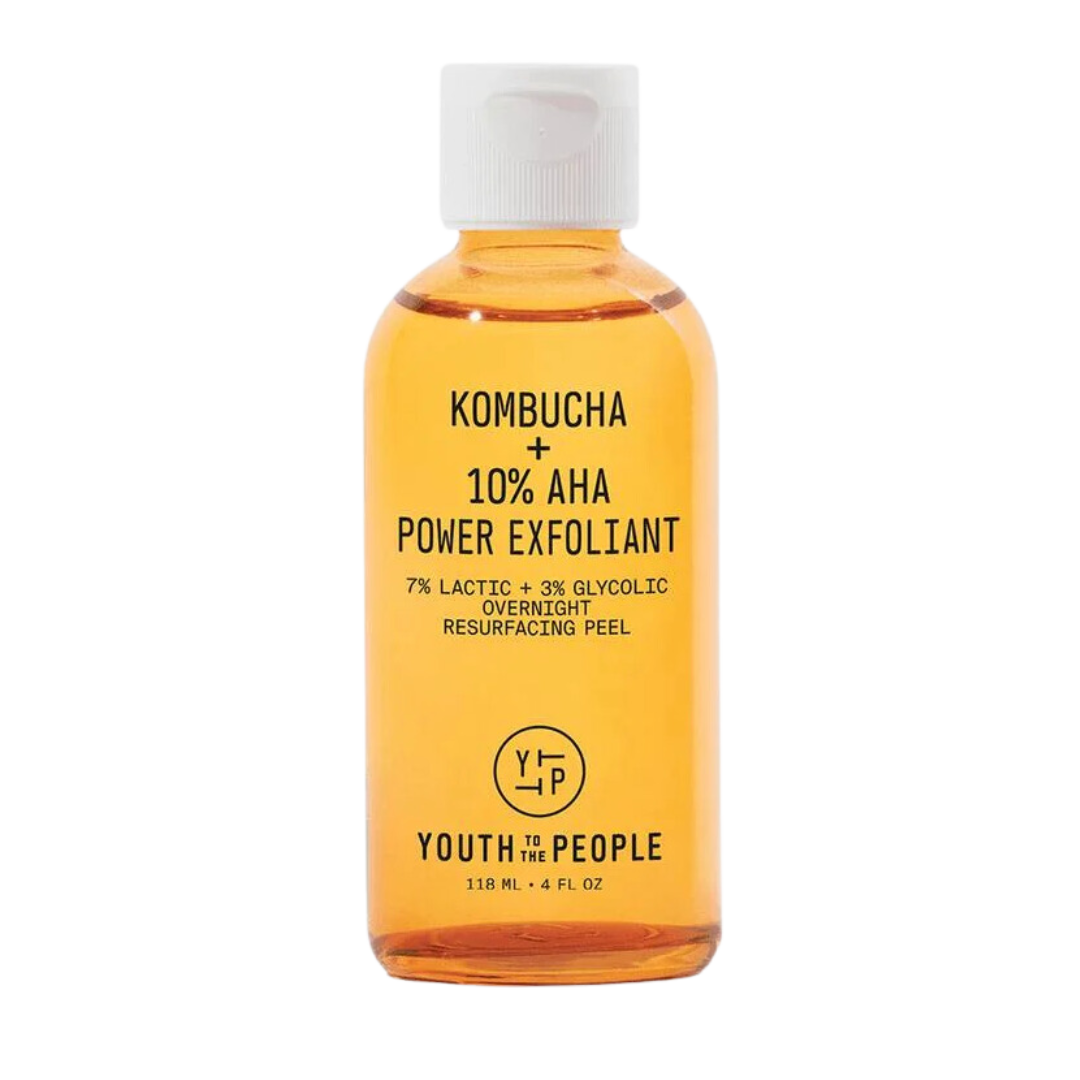 KOMBUCHA
+
10% AHA
POWER EXFOLIANT
7% LACTIC + 3% GLYCOLIC
OVERNIGHT
RESURFACING PEEL
YTTP
YOUTH TO THE PEOPLE
118 ML • 4 FL OZ